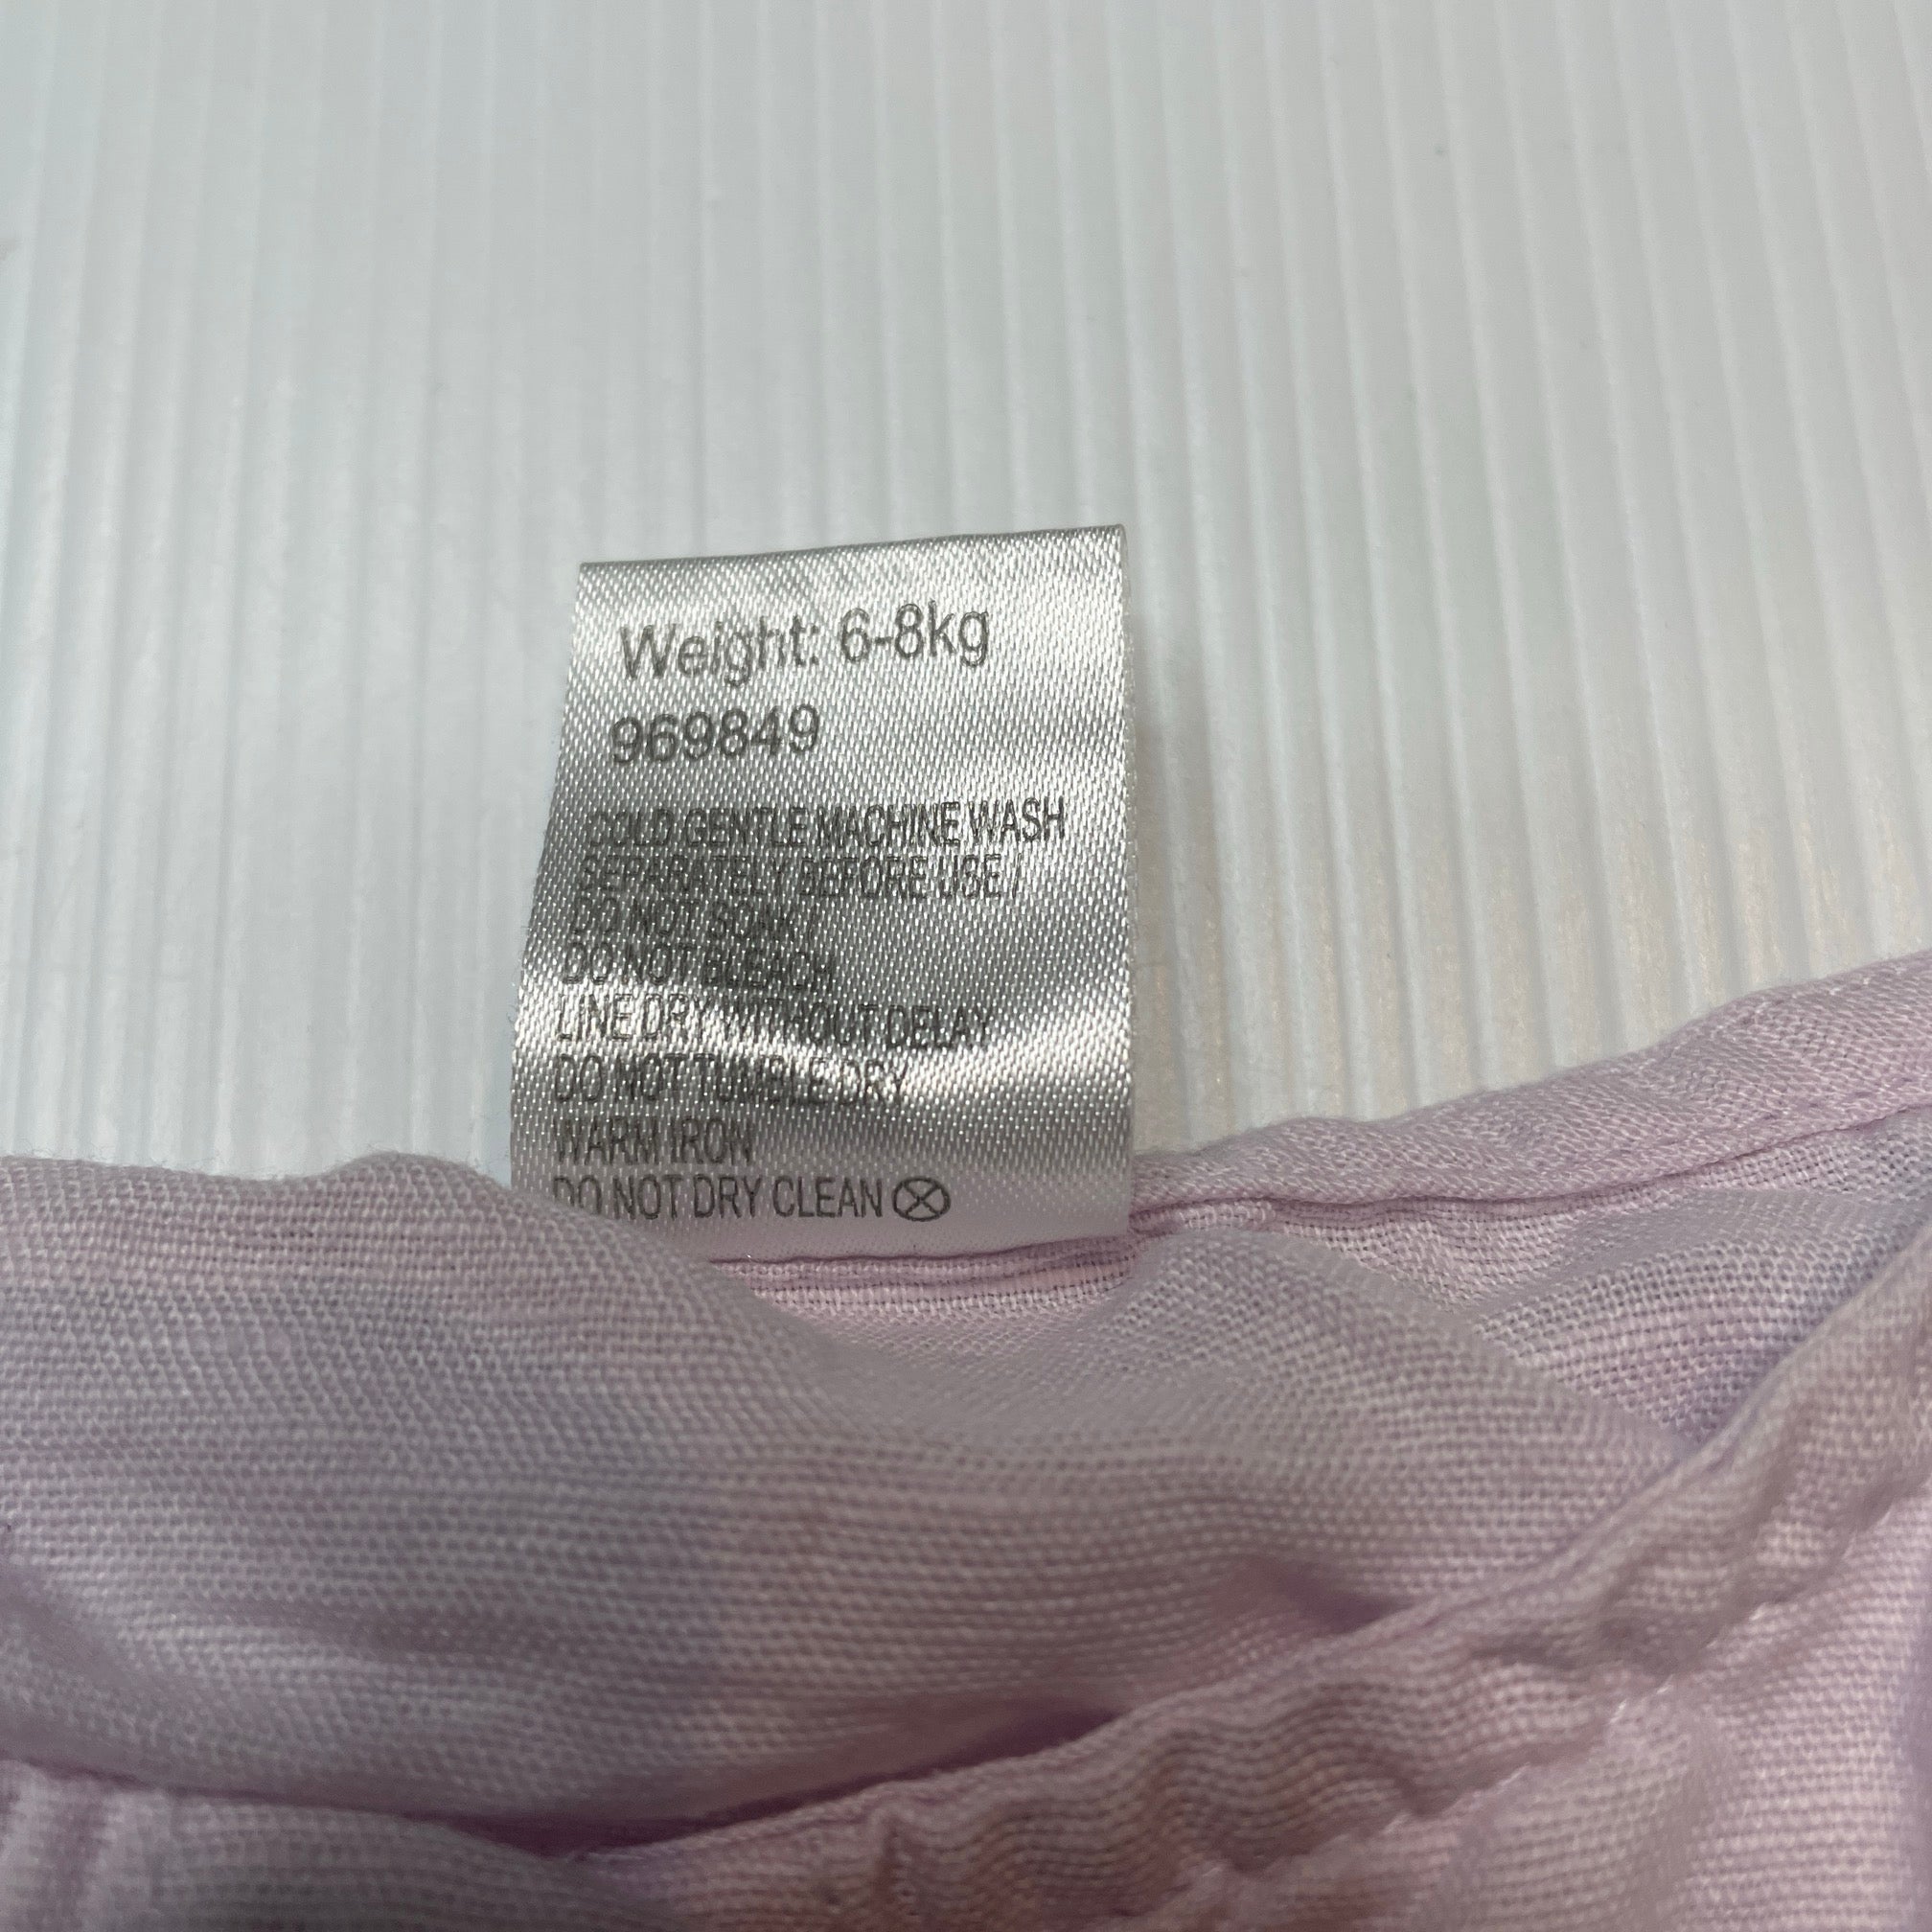 Weight: 6-8kg
969849
COLD GENTLE MACHINE WASH
SEPARATELY BEFORE USE /
DO NOT SOAK
DO NOT BLEACH
LINE DRY WITHOUT DELAY
DO NOT TUMBLE DRY
WARM IRON
DO NOT DRY CLEAN